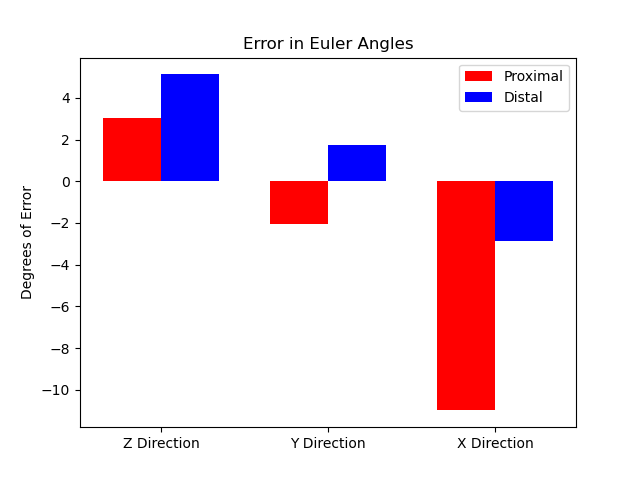 Error in Euler Angles
Proximal
Distal
Degrees of Error
4
2
0
−2
−4
−6
−8
−10
Z Direction
Y Direction
X Direction